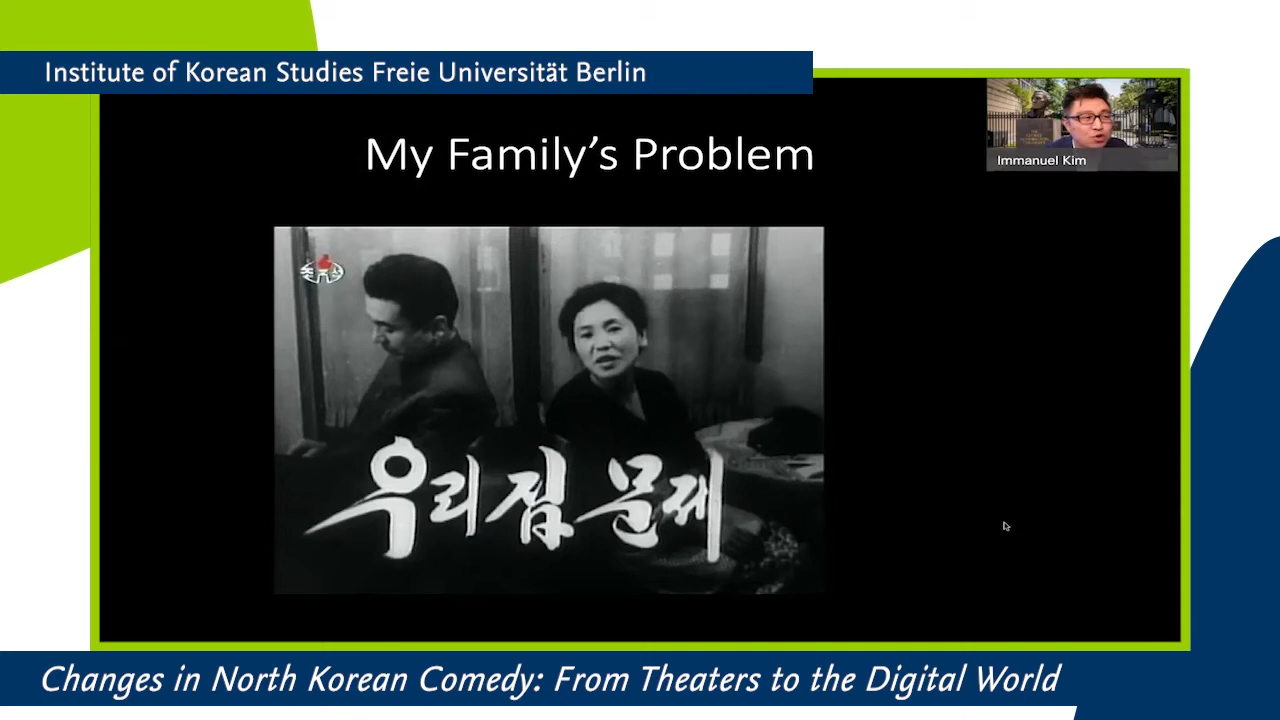 Institute of Korean Studies Freie Universität Berlin
My Family's Problem
Immanuel Kim
우리 집 문제
Changes in North Korean Comedy: From Theaters to the Digital World